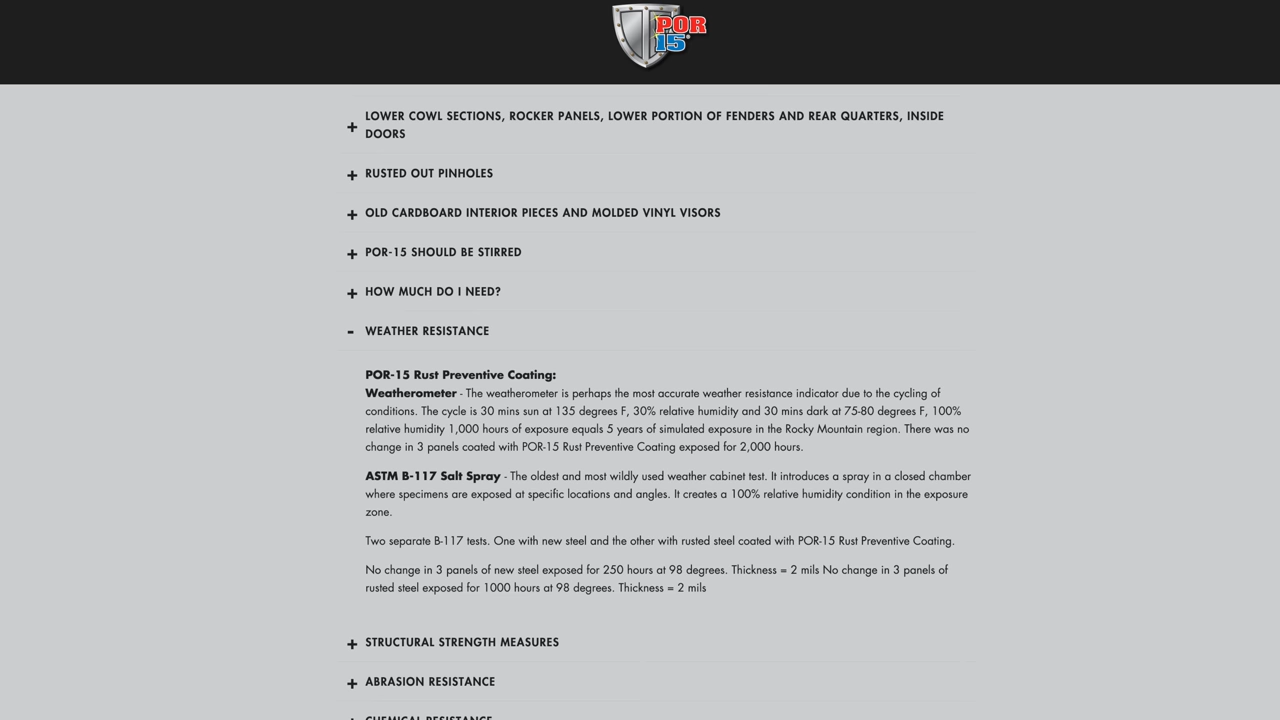 POR
15
+ LOWER COWL SECTIONS, ROCKER PANELS, LOWER PORTION OF FENDERS AND REAR QUARTERS, INSIDE
DOORS
+ RUSTED OUT PINHOLES
+ OLD CARDBOARD INTERIOR PIECES AND MOLDED VINYL VISORS
+ POR-15 SHOULD BE STIRRED
+ HOW MUCH DO I NEED?
- WEATHER RESISTANCE
POR-15 Rust Preventive Coating:
Weatherometer - The weatherometer is perhaps the most accurate weather resistance indicator due to the cycling of
conditions. The cycle is 30 mins sun at 135 degrees F, 30% relative humidity and 30 mins dark at 75-80 degrees F, 100%
relative humidity 1,000 hours of exposure equals 5 years of simulated exposure in the Rocky Mountain region. There was no
change in 3 panels coated with POR-15 Rust Preventive Coating exposed for 2,000 hours.
ASTM B-117 Salt Spray - The oldest and most wildly used weather cabinet test. It introduces a spray in a closed chamber
where specimens are exposed at specific locations and angles. It creates a 100% relative humidity condition in the exposure
zone.
Two separate B-117 tests. One with new steel and the other with rusted steel coated with POR-15 Rust Preventive Coating.
No change in 3 panels of new steel exposed for 250 hours at 98 degrees. Thickness = 2 mils No change in 3 panels of
rusted steel exposed for 1000 hours at 98 degrees. Thickness = 2 mils
+ STRUCTURAL STRENGTH MEASURES
+ ABRASION RESISTANCE
+ CHEMICAL RESISTANCE